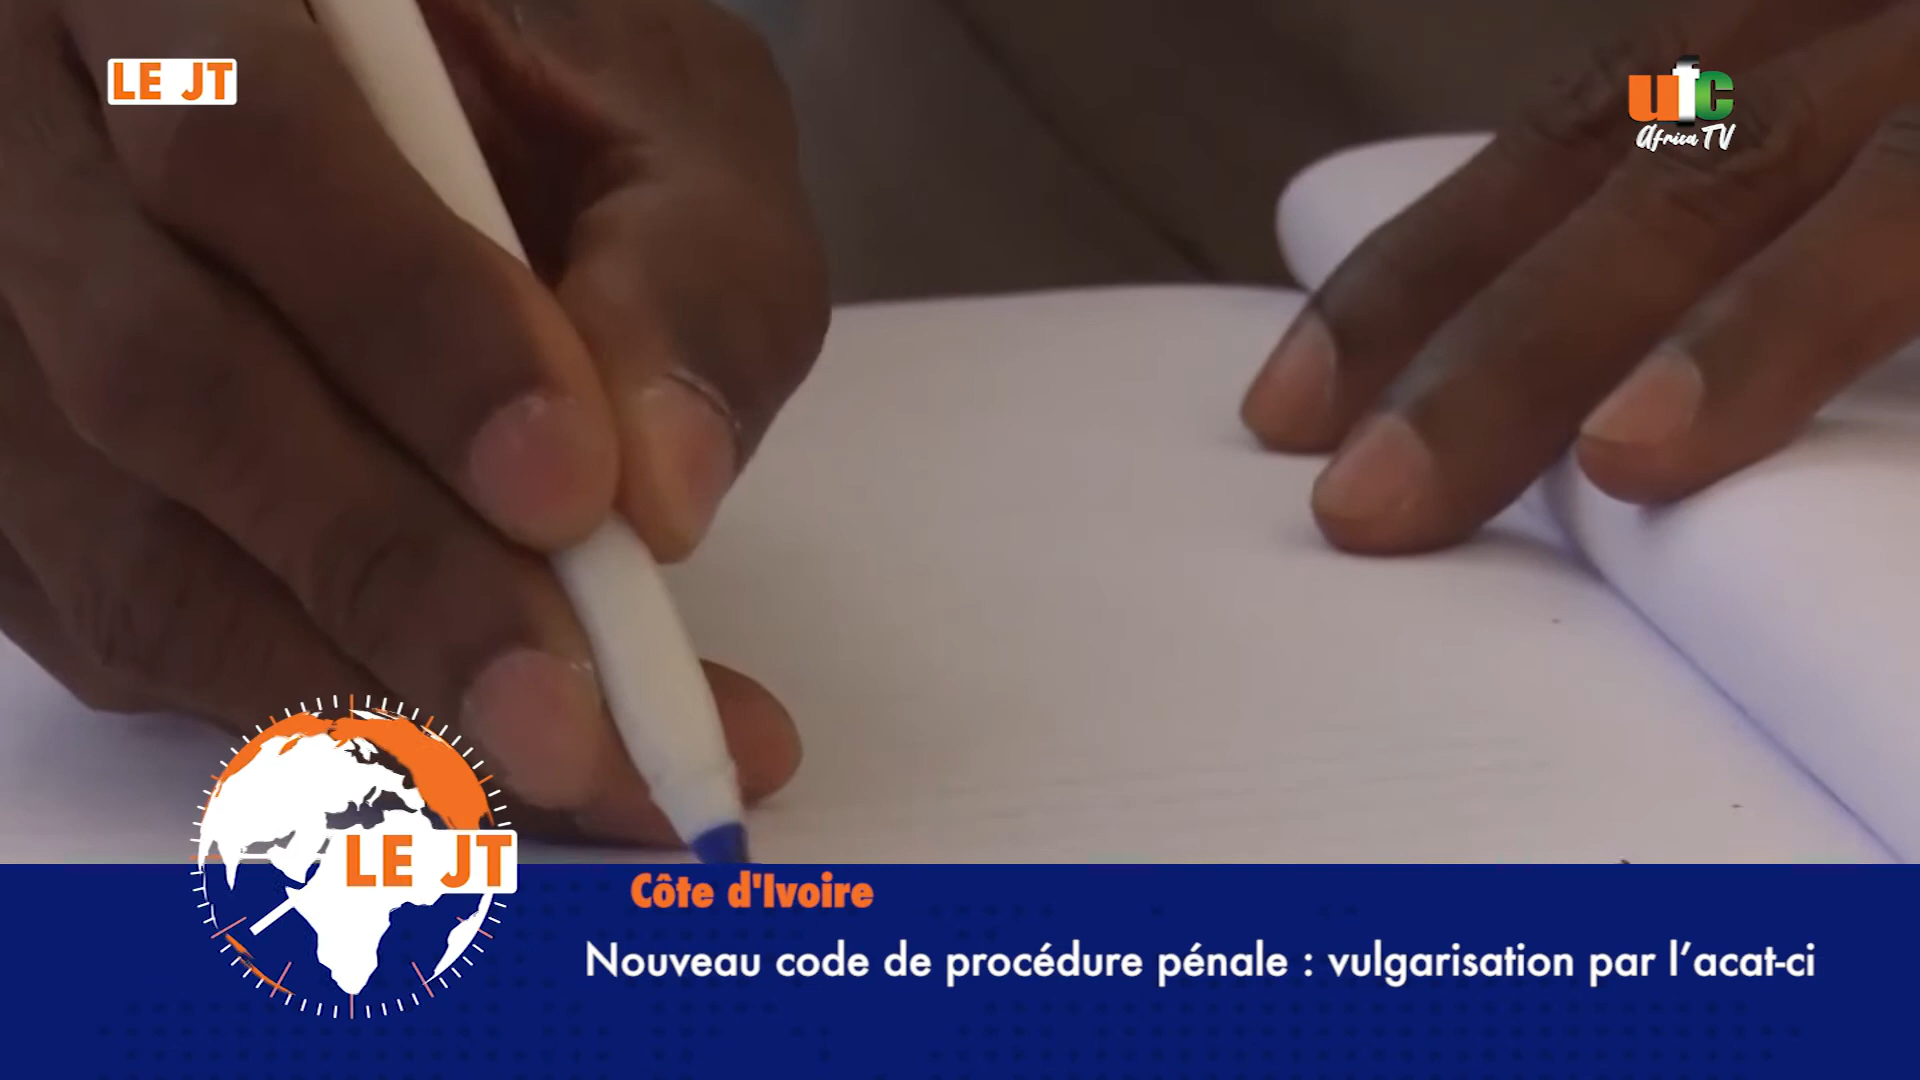 LE JT
ufc
Africa TV
LE JT
Côte d'Ivoire
Nouveau code de procédure pénale : vulgarisation par l’acat-ci